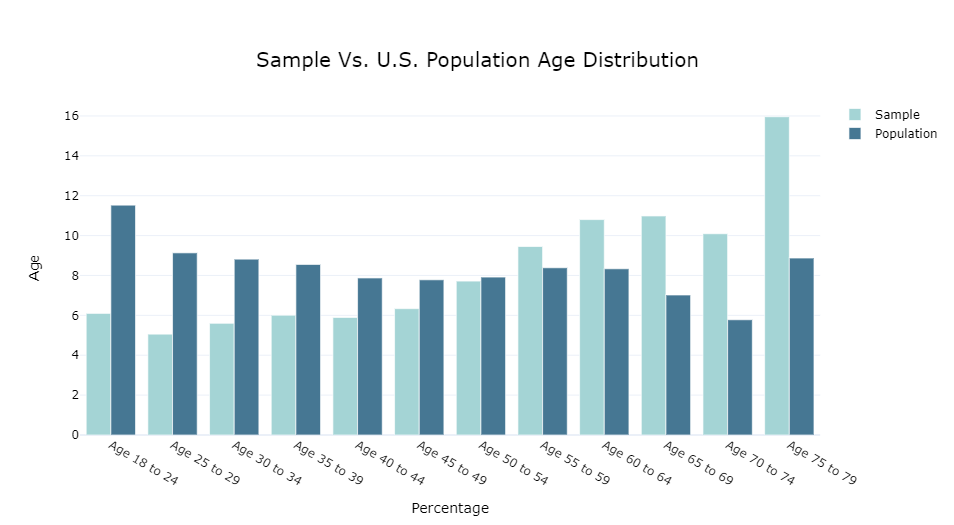 Sample Vs. U.S. Population Age Distribution
Sample
Population
16
14
12
10
8
6
4
2
0
Age
Age 18 to 24
Age 25 to 29
Age 30 to 34
Age 35 to 39
Age 40 to 44
Age 45 to 49
Age 50 to 54
Age 55 to 59
Age 60 to 64
Age 65 to 69
Age 70 to 74
Age 75 to 79
Percentage